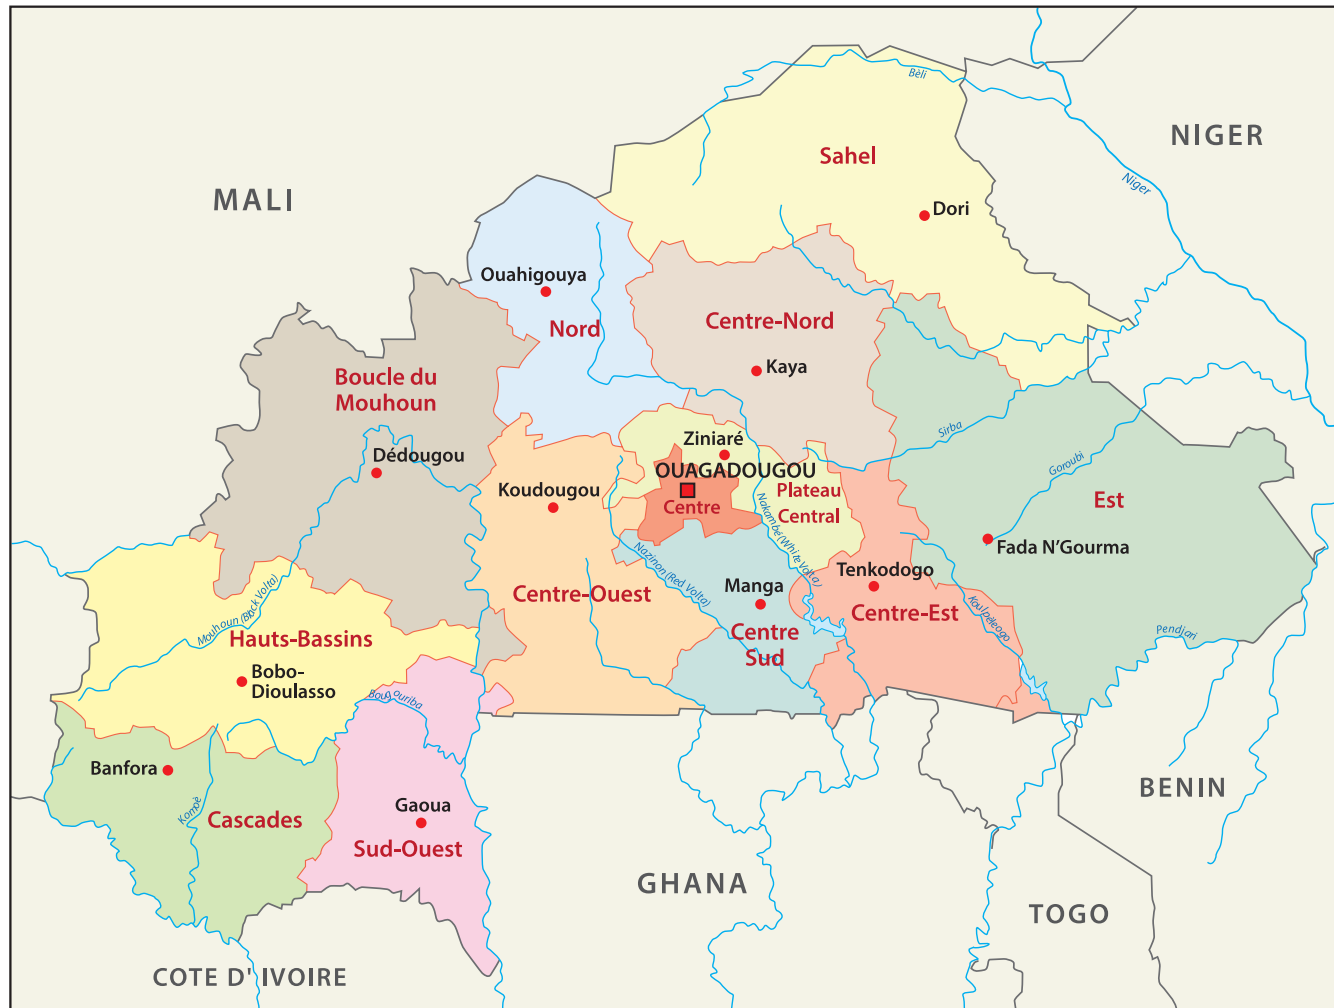 Bèli
NIGER
Sahel
Niger
MALI
Dori
Ouahigouya
Nord
Centre-Nord
Kaya
Boucle du
Mouhoun
Ziniaré
Sirba
Dédougou
OUAGADOUGOU
Goroubi
Koudougou
Plateau
Central
Centre
Nakambé (White Volta)
Est
Fada N'Gourma
Nazinon (Red Volta)
Tenkodogo
Manga
Centre-Ouest
Centre-Est
Koulpéleogo
Mouhoun (Black Volta)
Hauts-Bassins
Centre
Sud
Pendjari
Bobo-
Dioulasso
Bougouriba
Banfora
BENIN
Komoé
Cascades
Gaoua
Sud-Ouest
GHANA
TOGO
COTE D' IVOIRE